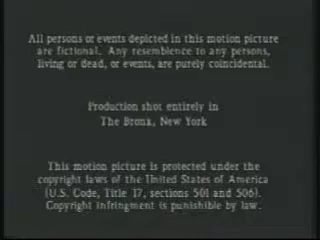 All persons or events depicted in this motion picture
are fictional. Any resemblence to any persons,
living or dead, or events, are purely coincidental.
Production shot entirely in
The Bronx, New York
This motion picture is protected under the
copyright laws of the United States of America
(U.S. Code, Title 17, sections 501 and 506).
Copyright infringment is punishible by law.